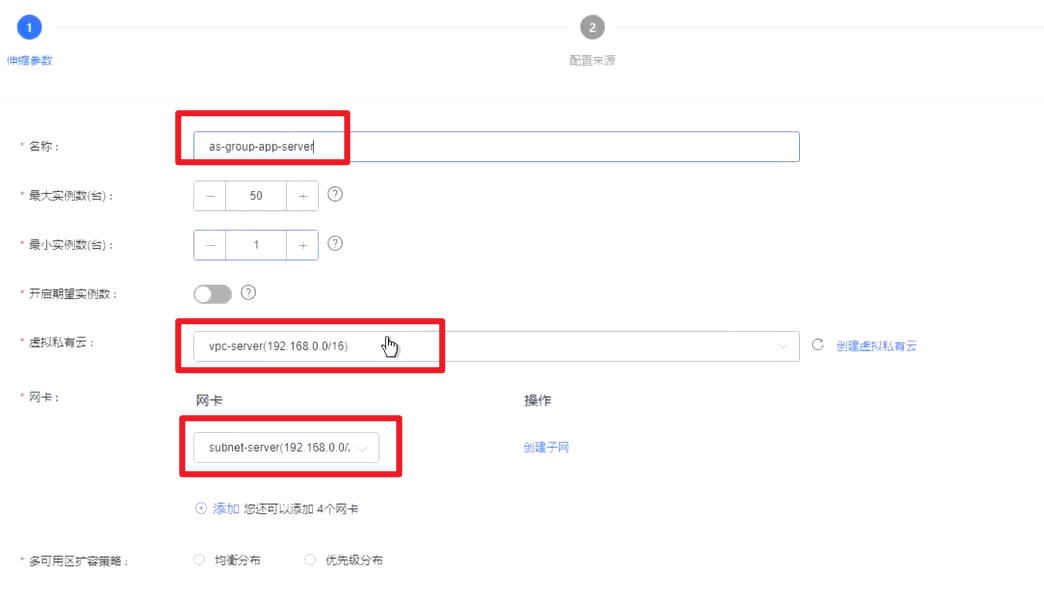 1
2
伸缩参数
配置来源
* 名称：
as-group-app-server
* 最大实例数(台)：
50
* 最小实例数(台)：
1
* 开启期望实例数：
* 虚拟私有云：
vpc-server(192.168.0.0/16)
创建虚拟私有云
* 网卡：
网卡
操作
subnet-server(192.168.0.0/
创建子网
添加 您还可以添加 4个网卡
* 多可用区扩容策略：
均衡分布
优先级分布